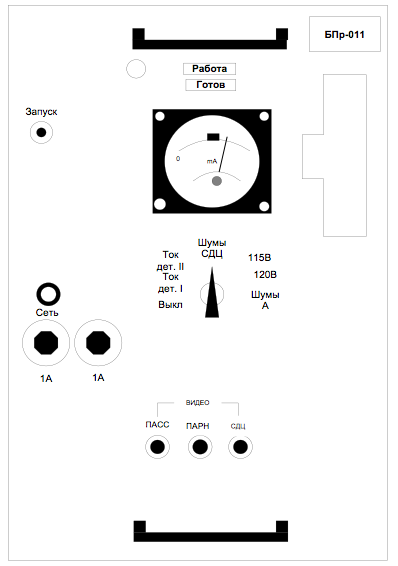 БПр-011
Работа
Готов
Запуск
0
mA
Шумы
СДЦ
Ток
дет. II
115В
120В
Ток
дет. I
Шумы
А
Выкл
Сеть
1А
1А
ВИДЕО
ПАСС
ПАРН
СДЦ